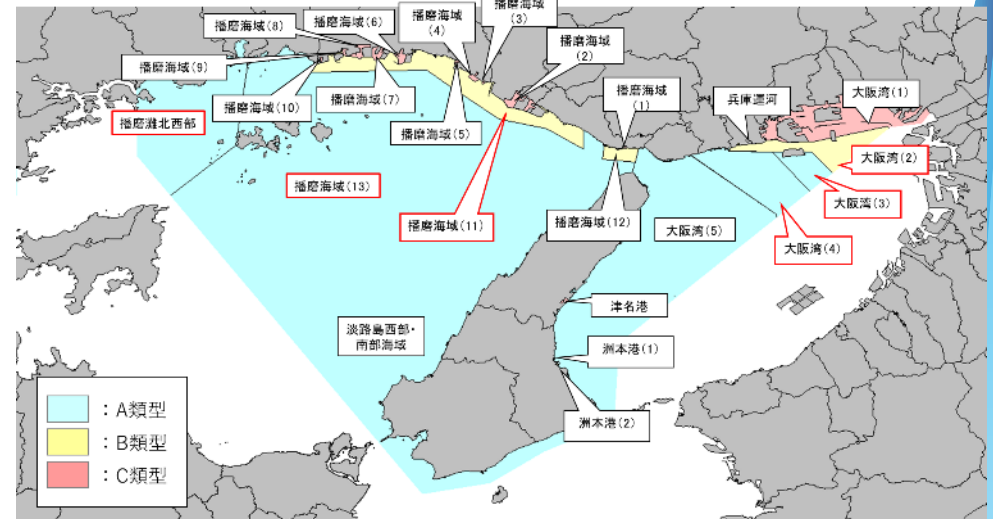 播磨海域(8)
播磨海域(6)
播磨海域
(4)
播磨海域
(3)
播磨海域
(2)
播磨海域(9)
播磨海域
(1)
兵庫運河
大阪湾(1)
播磨海域(10)
播磨海域(7)
播磨灘北西部
播磨海域(5)
大阪湾(2)
播磨海域(13)
大阪湾(3)
播磨海域(11)
播磨海域(12)
大阪湾(5)
大阪湾(4)
津名港
淡路島西部・
南部海域
洲本港(1)
洲本港(2)
：A類型
：B類型
：C類型